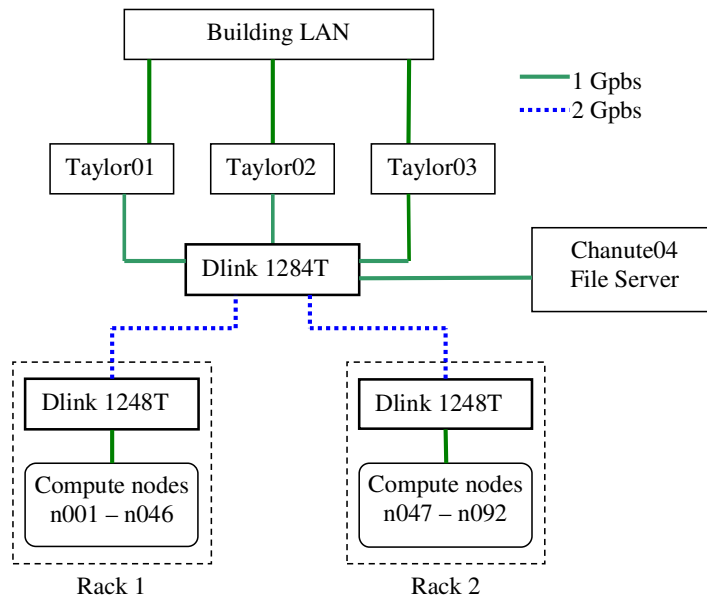 Building LAN
1 Gpbs
2 Gpbs
Taylor01
Taylor02
Taylor03
Dlink 1284T
Chanute04
File Server
Dlink 1248T
Dlink 1248T
Compute nodes
n001 – n046
Compute nodes
n047 – n092
Rack 1
Rack 2